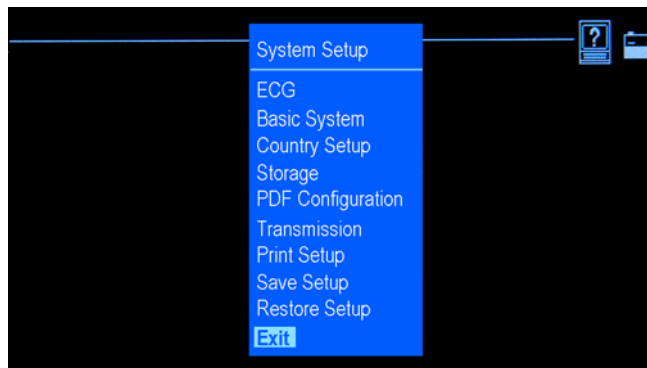 System Setup
ECG
Basic System
Country Setup
Storage
PDF Configuration
Transmission
Print Setup
Save Setup
Restore Setup
Exit
?